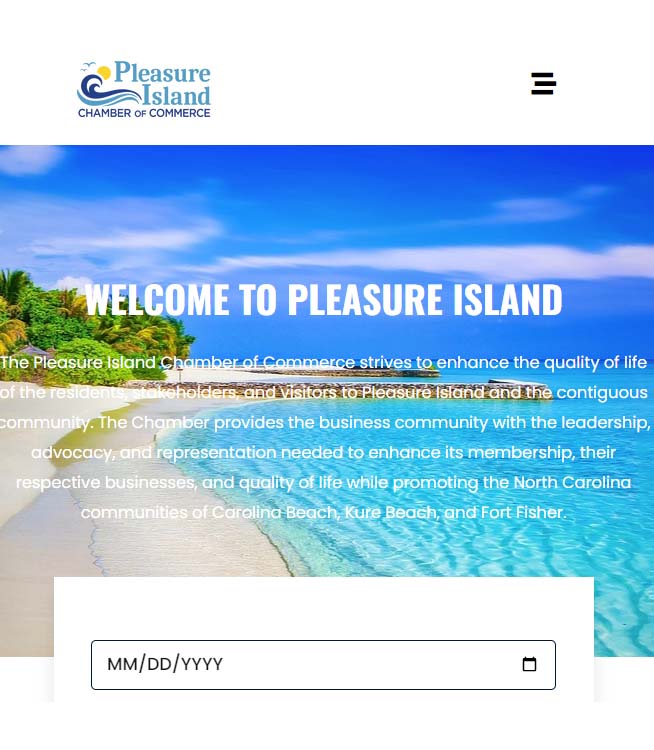 Pleasure
Island
CHAMBER OF COMMERCE
WELCOME TO PLEASURE ISLAND
The Pleasure Island Chamber of Commerce strives to enhance the quality of life
of the residents, stakeholders, and visitors to Pleasure Island and the contiguous
community. The Chamber provides the business community with the leadership,
advocacy, and representation needed to enhance its membership, their
respective businesses, and quality of life while promoting the North Carolina
communities of Carolina Beach, Kure Beach, and Fort Fisher.
MM/DD/YYYY